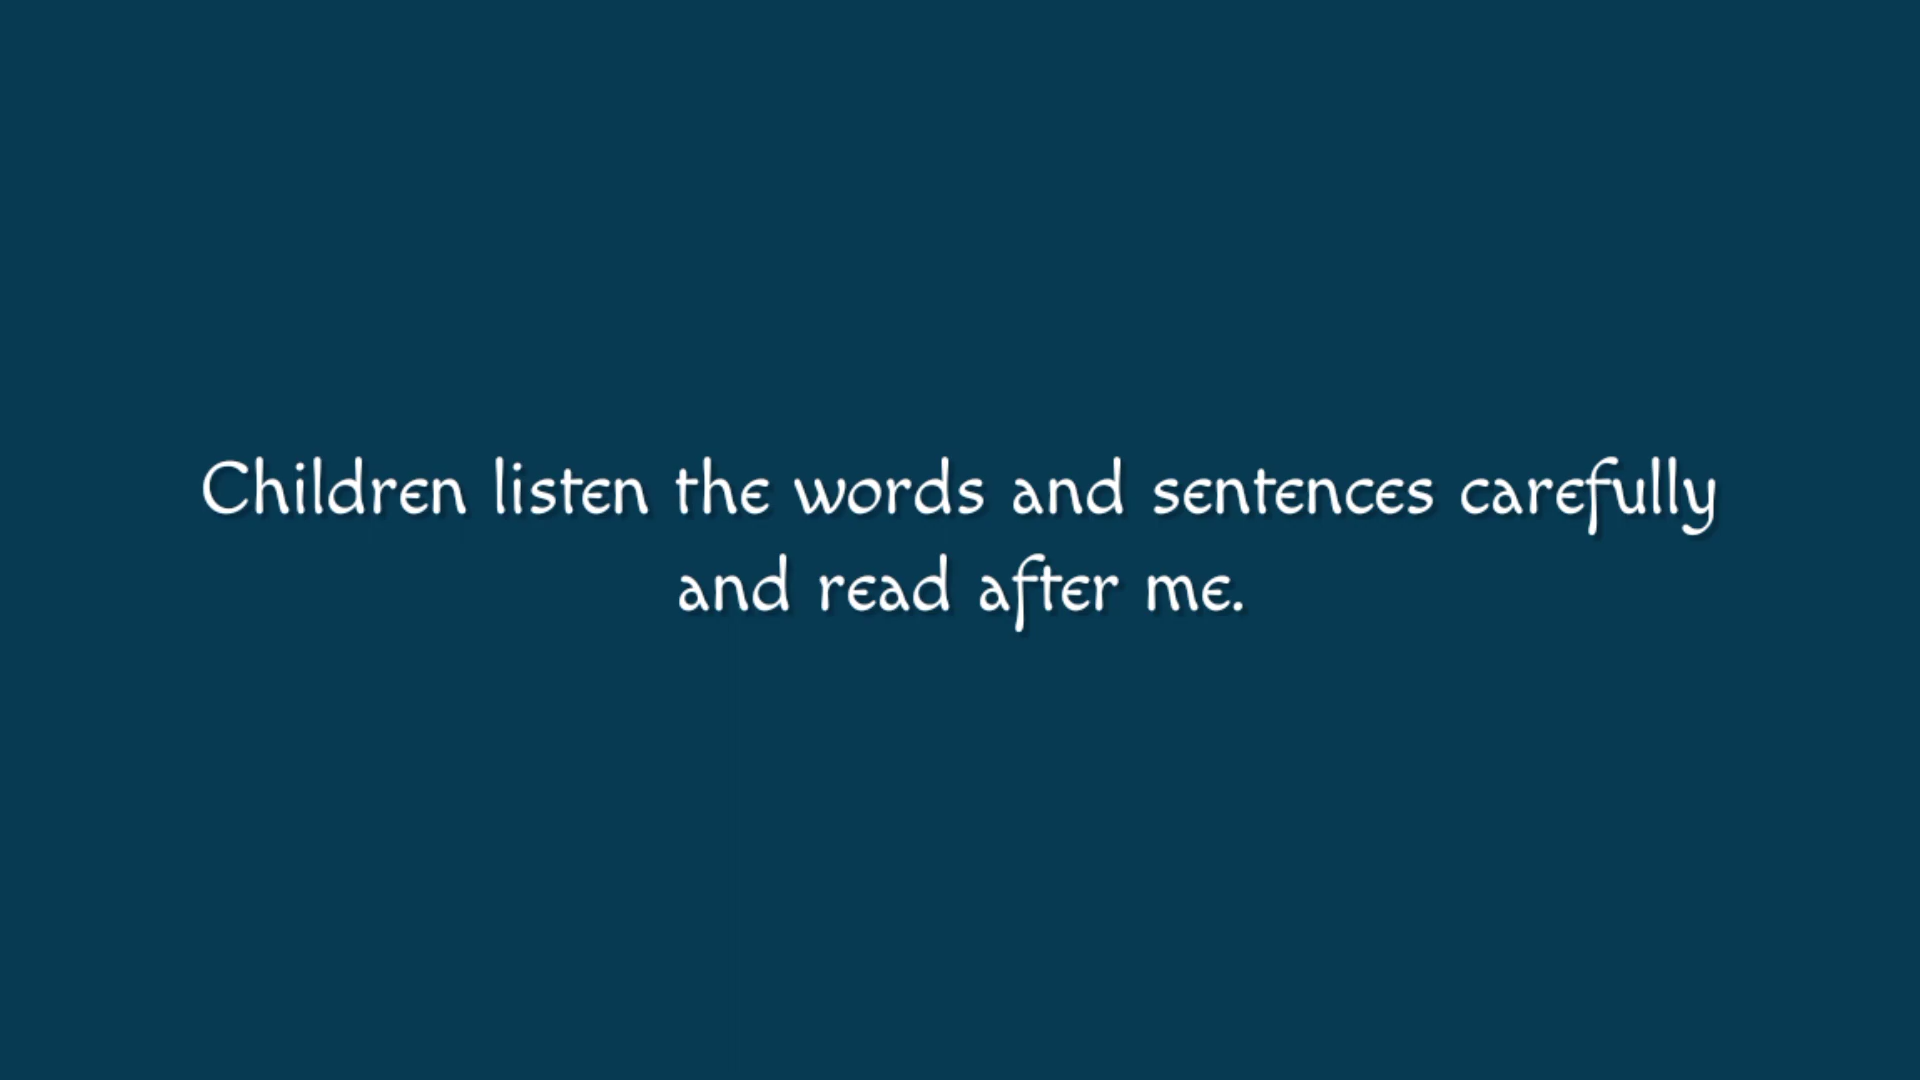 Children listen the words and sentences carefully
and read after me.